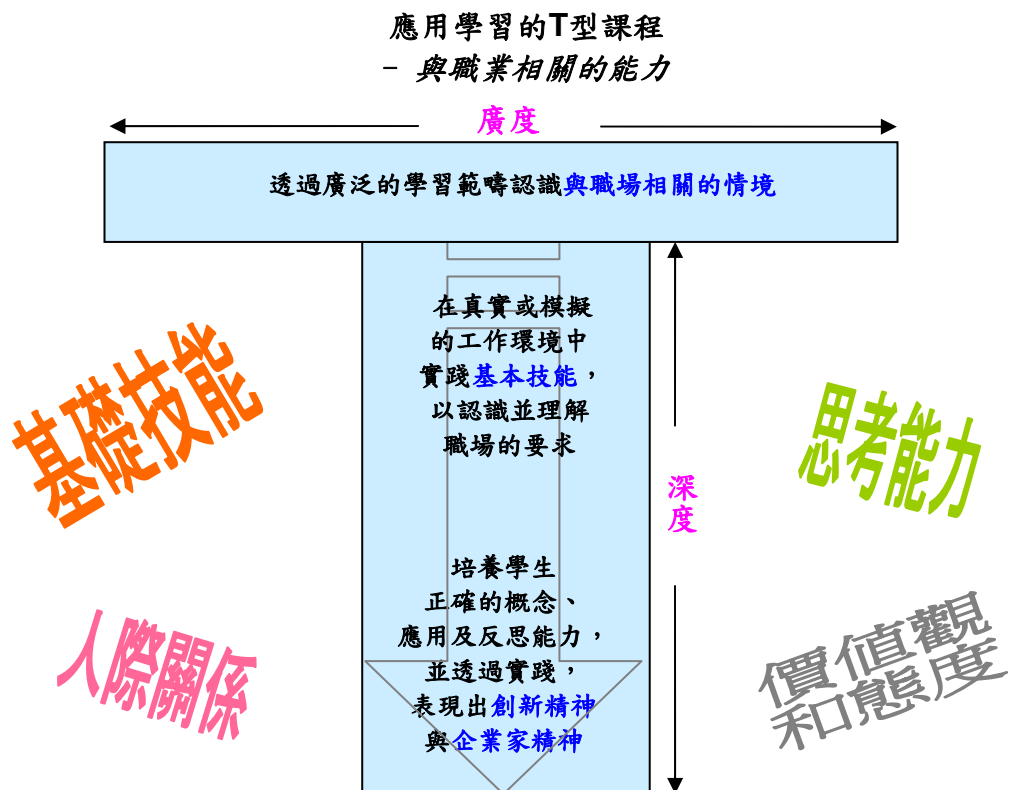 應用學習的T型課程
- 與職業相關的能力
廣度
透過廣泛的學習範疇認識與職場相關的情境
在真實或模擬
的工作環境中
實踐基本技能，
以認識並理解
職場的要求
基礎技能
思考能力
深度
培養學生
正確的概念、
應用及反思能力，
並透過實踐，
表現出創新精神
與企業家精神
人際關係
價值觀
和態度